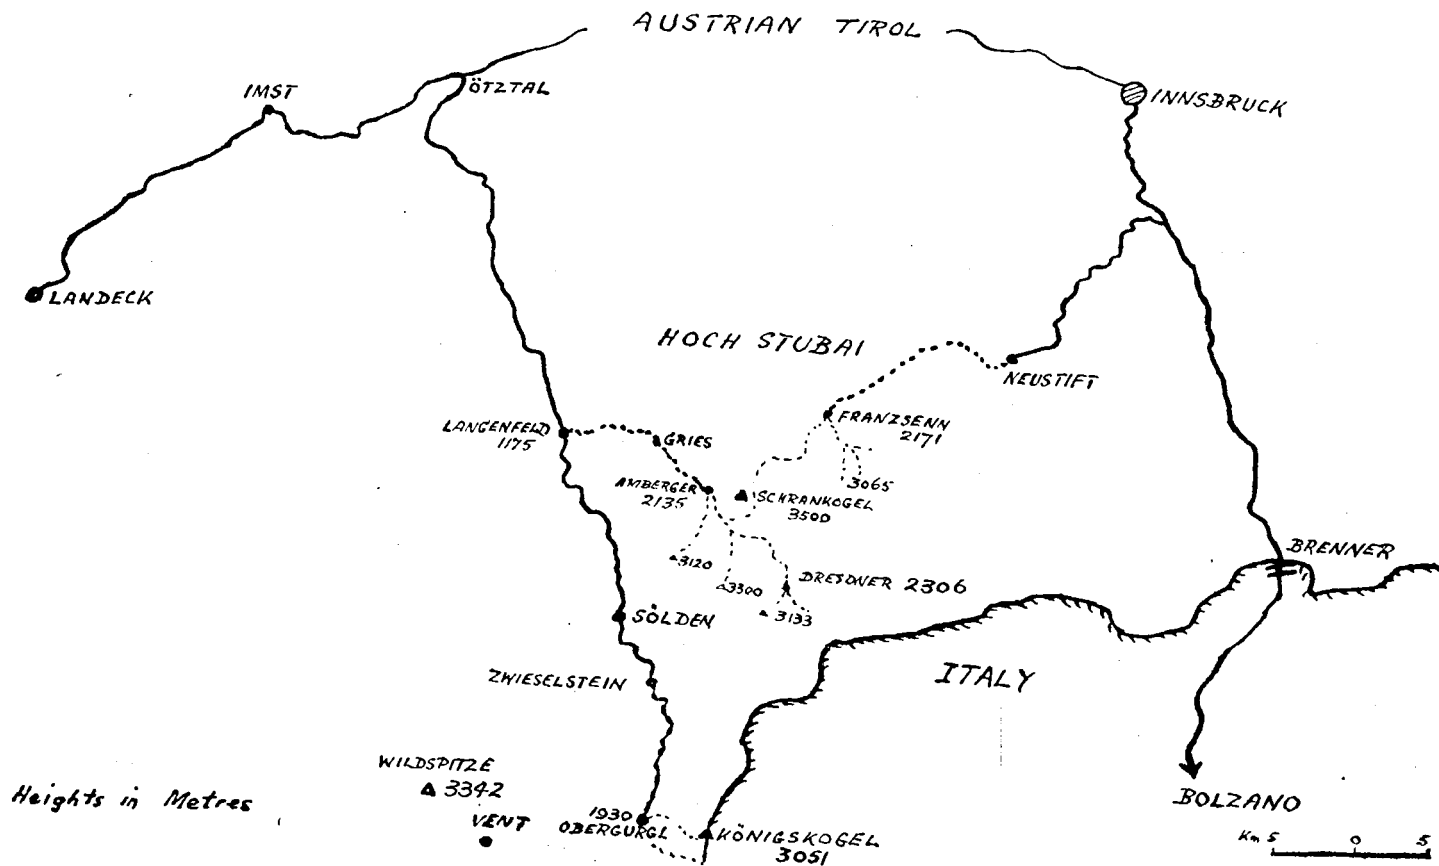 AUSTRIAN TIROL
IMST
ÖTZTAL
INNSBRUCK
LANDECK
HOCH STUBAI
NEUSTIFT
FRANZSENN
2171
LANGENFELD
1175
GRIES
3065
AMBERGER
2135
SCHRANKOGEL
3500
BRENNER
3120
3300
DRESDNER 2306
3133
SÖLDEN
ITALY
ZWIESELSTEIN
WILDSPITZE
3342
Heights in Metres
BOLZANO
1930
OBERGURGL
VENT
KÖNIGSKOGEL
3051
Km 5 0 5